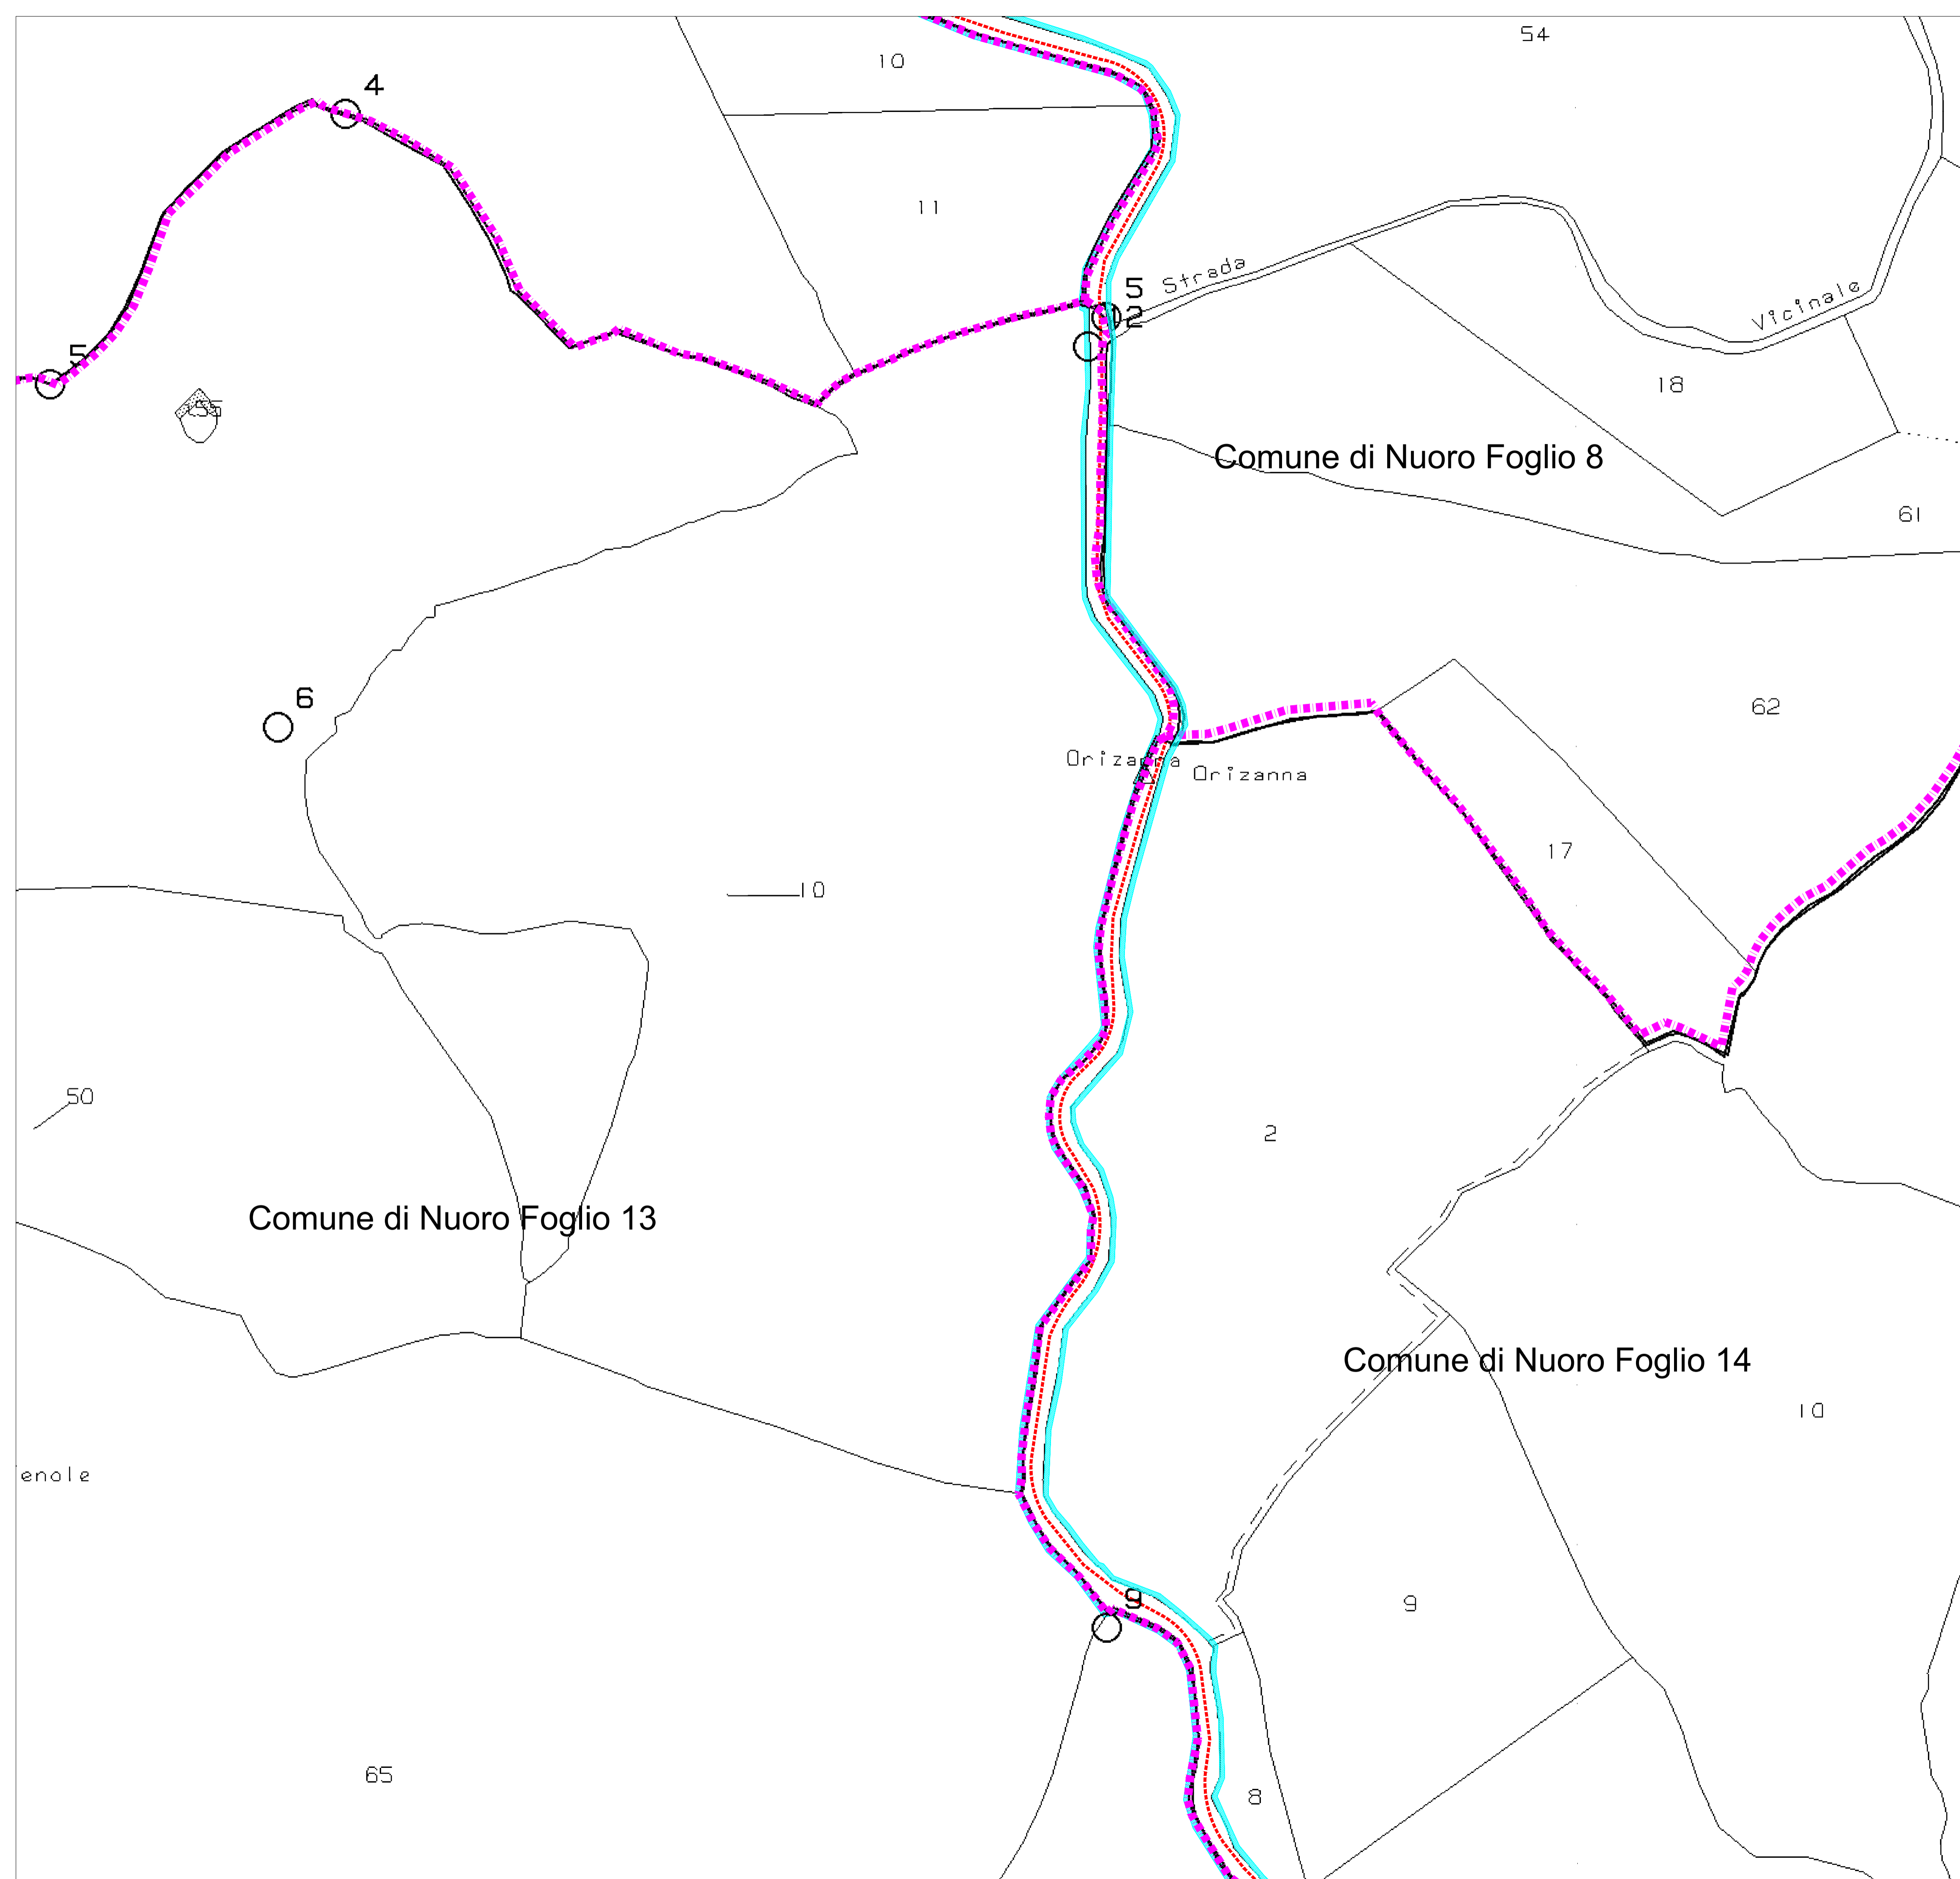 54
10
4
11
Strada
5
2
Vicinale
5
18
55
Comune di Nuoro Foglio 8
61
6
62
Orizanna
Orizanna
17
10
50
2
Comune di Nuoro Foglio 13
Comune di Nuoro Foglio 14
10
enole
9
9
65
8